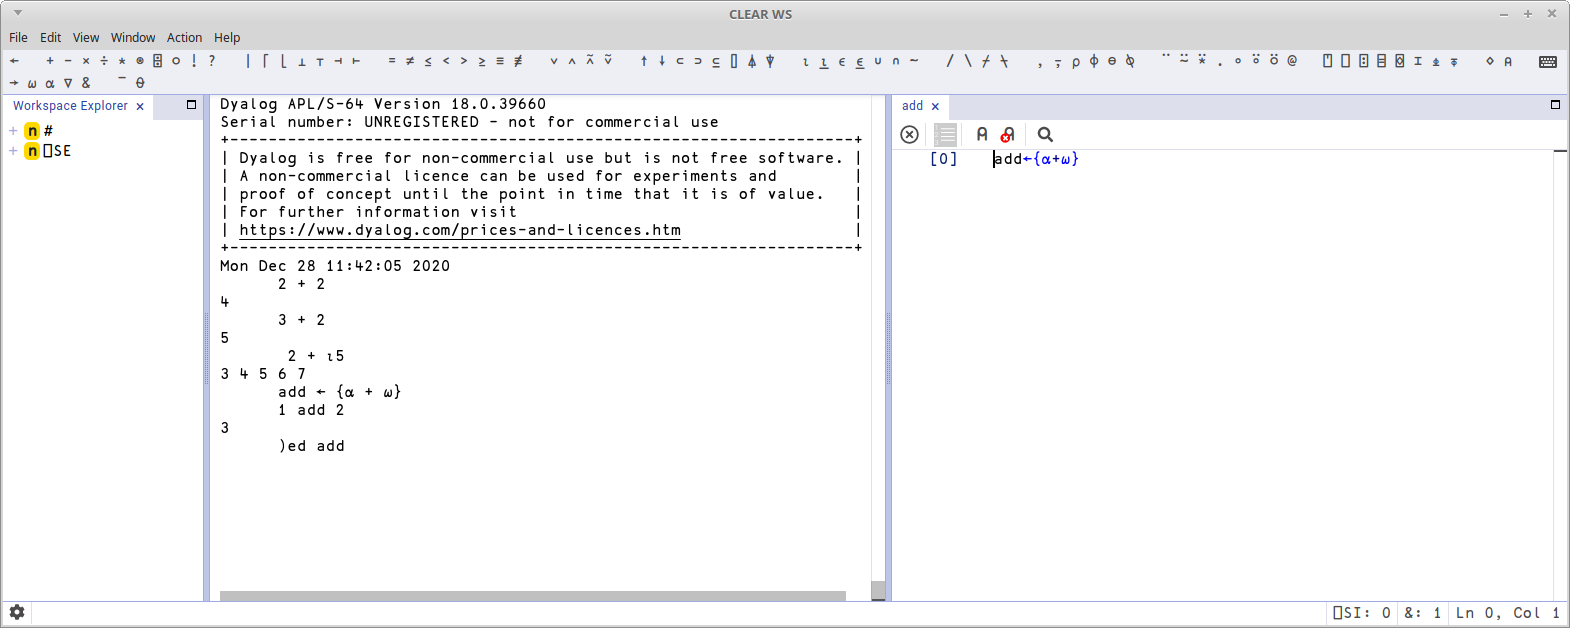 CLEAR WS
File Edit View Window Action Help
← + - × ÷ * ⍟ ⌹ ○ ! ? | ⌈ ⌊ ⊥ ⊤ ⊣ ⊢ = ≠ ≤ < > ≥ ≡ ≢ ∨ ∧ ⍲ ⍱ ↑ ↓ ⊂ ⊃ ⊆ ⌷ ⍋ ⍒ ⍳ ⍸ ∊ ⍷ ∪ ∩ ~ / \ ⌿ ⍀ , ⍪ ⍴ ⌽ ⊖ ⍉ ¨ ⍨ ⍣ . ∘ ⍤ ⍥ @ ⍞ ⎕ ⍠ ⌸ ⌺ ⌶ ⍎ ⍕ ⋄ ⍝
→ ⍵ ⍺ ∇ & ¯ ⍬
Workspace Explorer ×
+ n #
+ n ⎕SE
Dyalog APL/S-64 Version 18.0.39660
Serial number: UNREGISTERED - not for commercial use
+-----------------------------------------------------------------+
| Dyalog is free for non-commercial use but is not free software. |
| A non-commercial licence can be used for experiments and |
| proof of concept until the point in time that it is of value. |
| For further information visit |
| https://www.dyalog.com/prices-and-licences.htm |
+-----------------------------------------------------------------+
Mon Dec 28 11:42:05 2020
2 + 2
4
3 + 2
5
2 + ⍳5
3 4 5 6 7
add ← {⍺ + ⍵}
1 add 2
3
)ed add
add ×
[0] add←{⍺+⍵}
⎕SI: 0 &: 1 Ln 0, Col 1